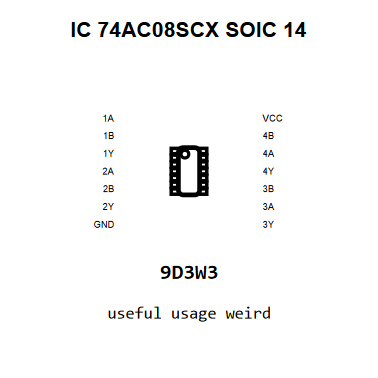 IC 74AC08SCX SOIC 14
1A VCC
1B 4B
1Y 4A
2A 4Y
2B 3B
2Y 3A
GND 3Y
9D3W3
useful usage weird